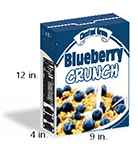 Blueberry
CRUNCH
12 in.
4 in.
9 in.